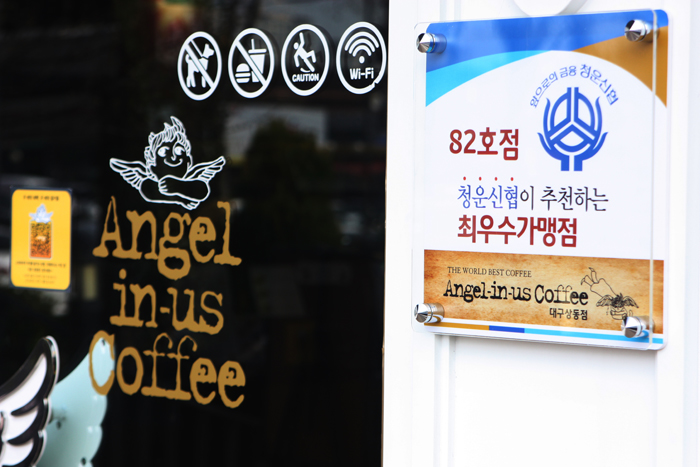 CAUTION
Wi-Fi
Angel
in-us
Coffee
앞으로의 금융 청운신협
82호점
청운신협이 추천하는
최우수가맹점
THE WORLD BEST COFFEE
Angel-in-us Coffee
대구상동점